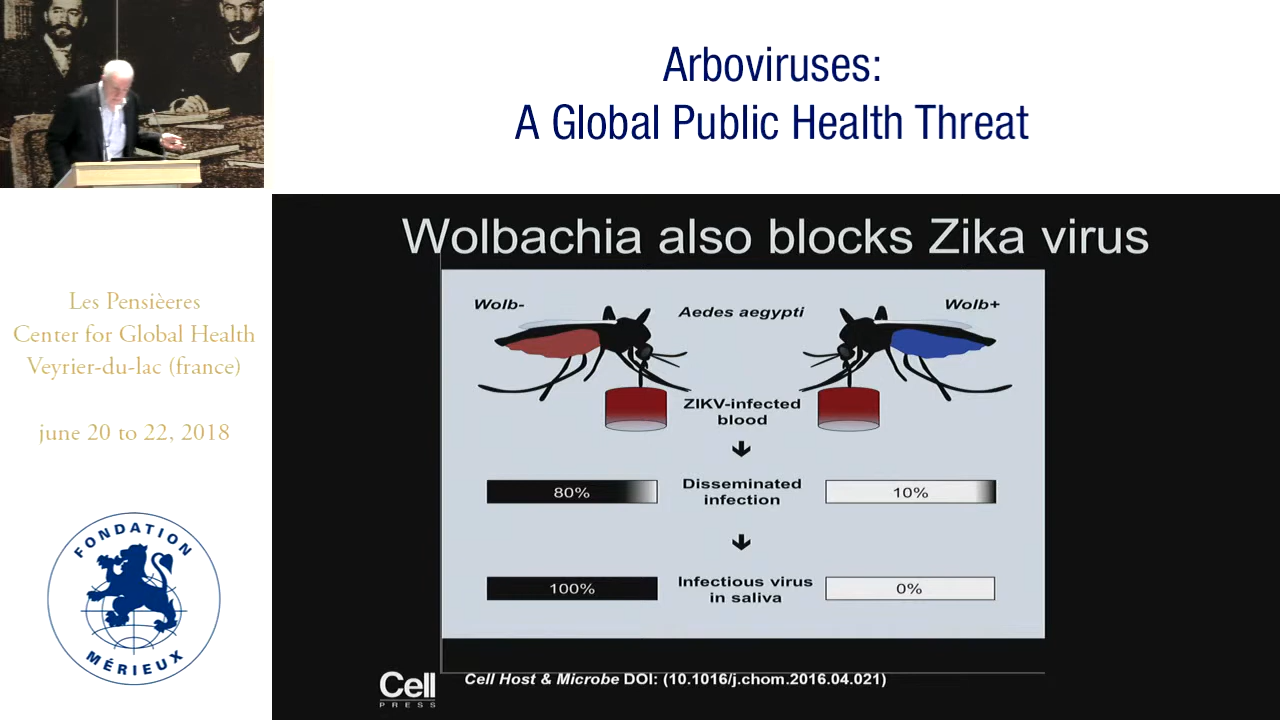 Arboviruses:
A Global Public Health Threat
Les Pensièeres
Center for Global Health
Veyrier-du-lac (france)
june 20 to 22, 2018
FONDATION
MÉRIEUX
Wolbachia also blocks Zika virus
Wolb-
Aedes aegypti
Wolb+
ZIKV-infected
blood
80%
Disseminated
infection
10%
100%
Infectious virus
in saliva
0%
Cell
PRESS
Cell Host & Microbe DOI: (10.1016/j.chom.2016.04.021)